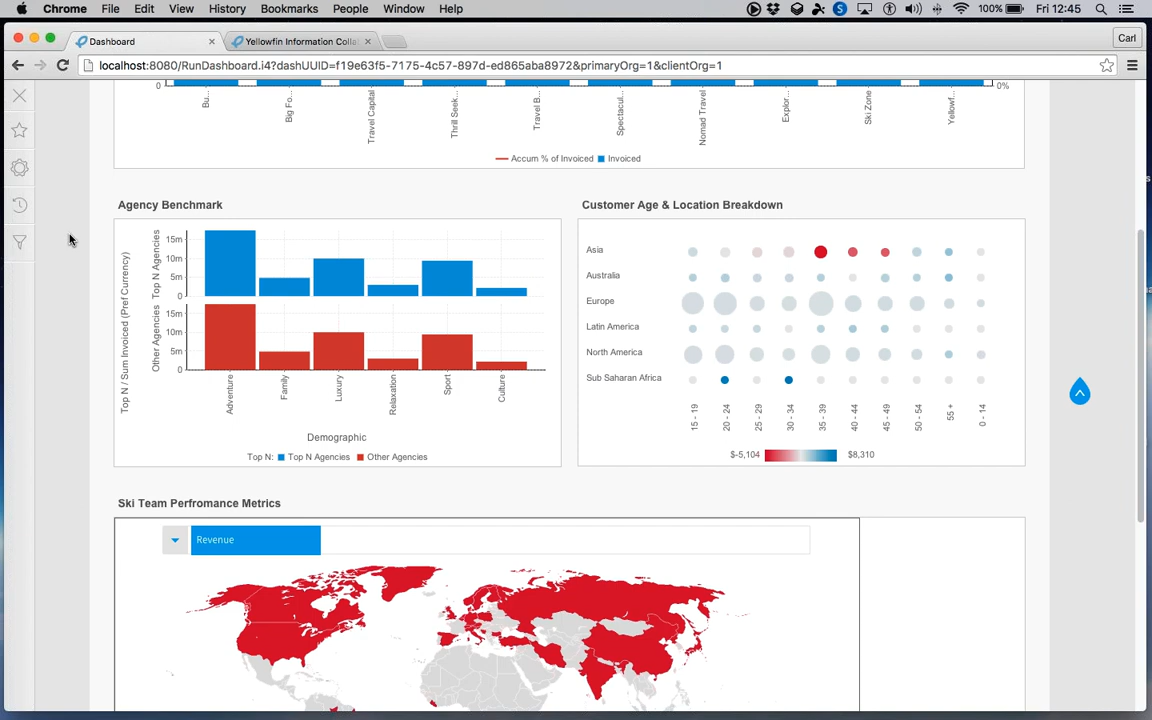 Chrome File Edit View History Bookmarks People Window Help 100% Fri 12:45
Dashboard Yellowfin Information Colla Carl
localhost:8080/RunDashboard.i4?dashUUID=f19e63f5-7175-4c57-897d-ed865aba8972&primaryOrg=1&clientOrg=1
0 0%
Bu... Big Fo... Travel Capital Thrill Seek... Travel B... Spectacul... Nomad Travel Explor... Ski Zone Yellowf...
Accum % of Invoiced Invoiced
Agency Benchmark
Top N / Sum Invoiced (Pref Currency)
Top N Agencies
15m
10m
5m
0
Other Agencies
15m
10m
5m
0
Adventure Family Luxury Relaxation Sport Culture
Demographic
Top N: Top N Agencies Other Agencies
Customer Age & Location Breakdown
Asia
Australia
Europe
Latin America
North America
Sub Saharan Africa
15 - 19 20 - 24 25 - 29 30 - 34 35 - 39 40 - 44 45 - 49 50 - 54 55 + 0 - 14
$-5,104 $8,310
Ski Team Perfromance Metrics
Revenue